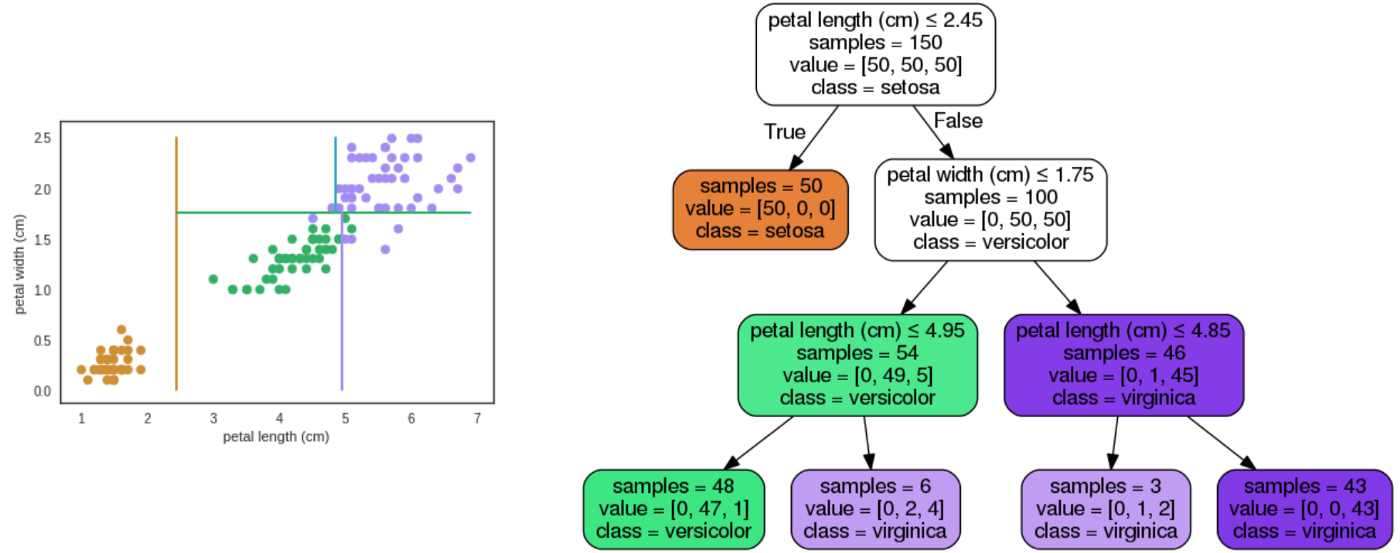 petal length (cm) ≤ 2.45
samples = 150
value = [50, 50, 50]
class = setosa
True
False
samples = 50
value = [50, 0, 0]
class = setosa
petal width (cm) ≤ 1.75
samples = 100
value = [0, 50, 50]
class = versicolor
petal length (cm) ≤ 4.95
samples = 54
value = [0, 49, 5]
class = versicolor
petal length (cm) ≤ 4.85
samples = 46
value = [0, 1, 45]
class = virginica
samples = 48
value = [0, 47, 1]
class = versicolor
samples = 6
value = [0, 2, 4]
class = virginica
samples = 3
value = [0, 1, 2]
class = virginica
samples = 43
value = [0, 0, 43]
class = virginica
petal width (cm)
2.5
2.0
1.5
1.0
0.5
0.0
1 2 3 4 5 6 7
petal length (cm)